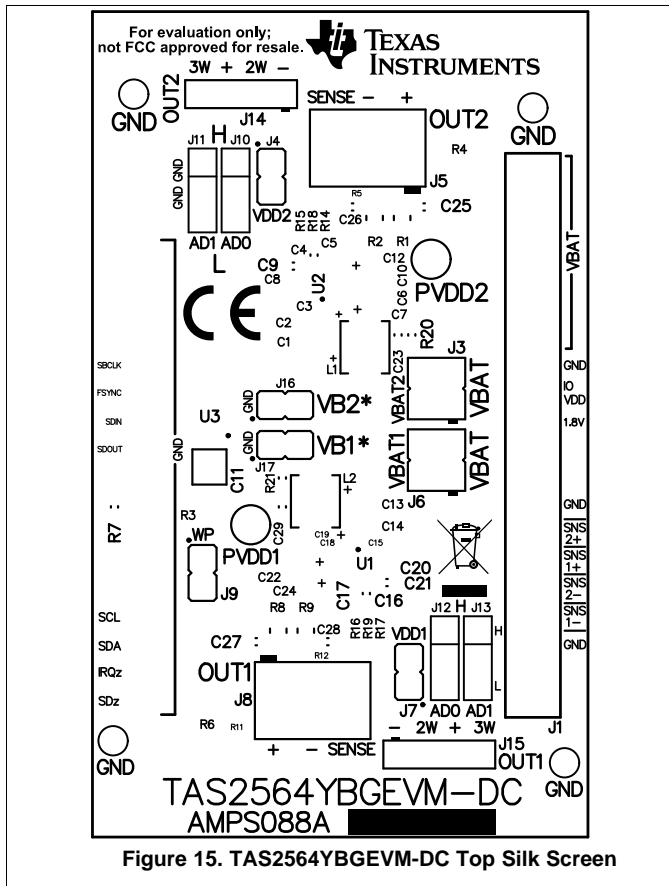 For evaluation only;
not FCC approved for resale.
TEXAS
INSTRUMENTS
3W + 2W -
OUT2
J14
GND
SENSE - +
OUT2
GND
J11 H J10 J4
GND GND
VDD2
AD1 AD0
L
R4
J5
R5
C25
C26
R15
R18
R14
R2 R1
C4 C5
C9
C8
U2
C12
C10
PVDD2
C3
C6
C7
C2
C1
R20
L1
C23
VBAT
CE
SBCLK
FSYNC
SDIN
SDOUT
GND
J3
VBAT2
VBAT
GND
IO
VDD
1.8V
J16
GND
VB2*
U3
GND
VB1*
J17
VBAT1
VBAT
J6
C11
R21
L2
C13
C14
GND
R7
R3
WP
PVDD1
C29
C19
C18
C15
U1
J9
C22
C24
C17
C16
C20
C21
SNS
2+
SNS
1+
SNS
2-
SNS
1-
GND
R8 R9
J12 H J13
H
L
SCL
SDA
IRQz
SDz
C27
C28
R16
R19
R17
VDD1
R12
OUT1
J8
J7
AD0 AD1
R6 R11
- 2W + 3W
J1
GND
+ - SENSE
J15
OUT1
GND
TAS2564YBGEVM-DC
AMPS088A
Figure 15. TAS2564YBGEVM-DC Top Silk Screen